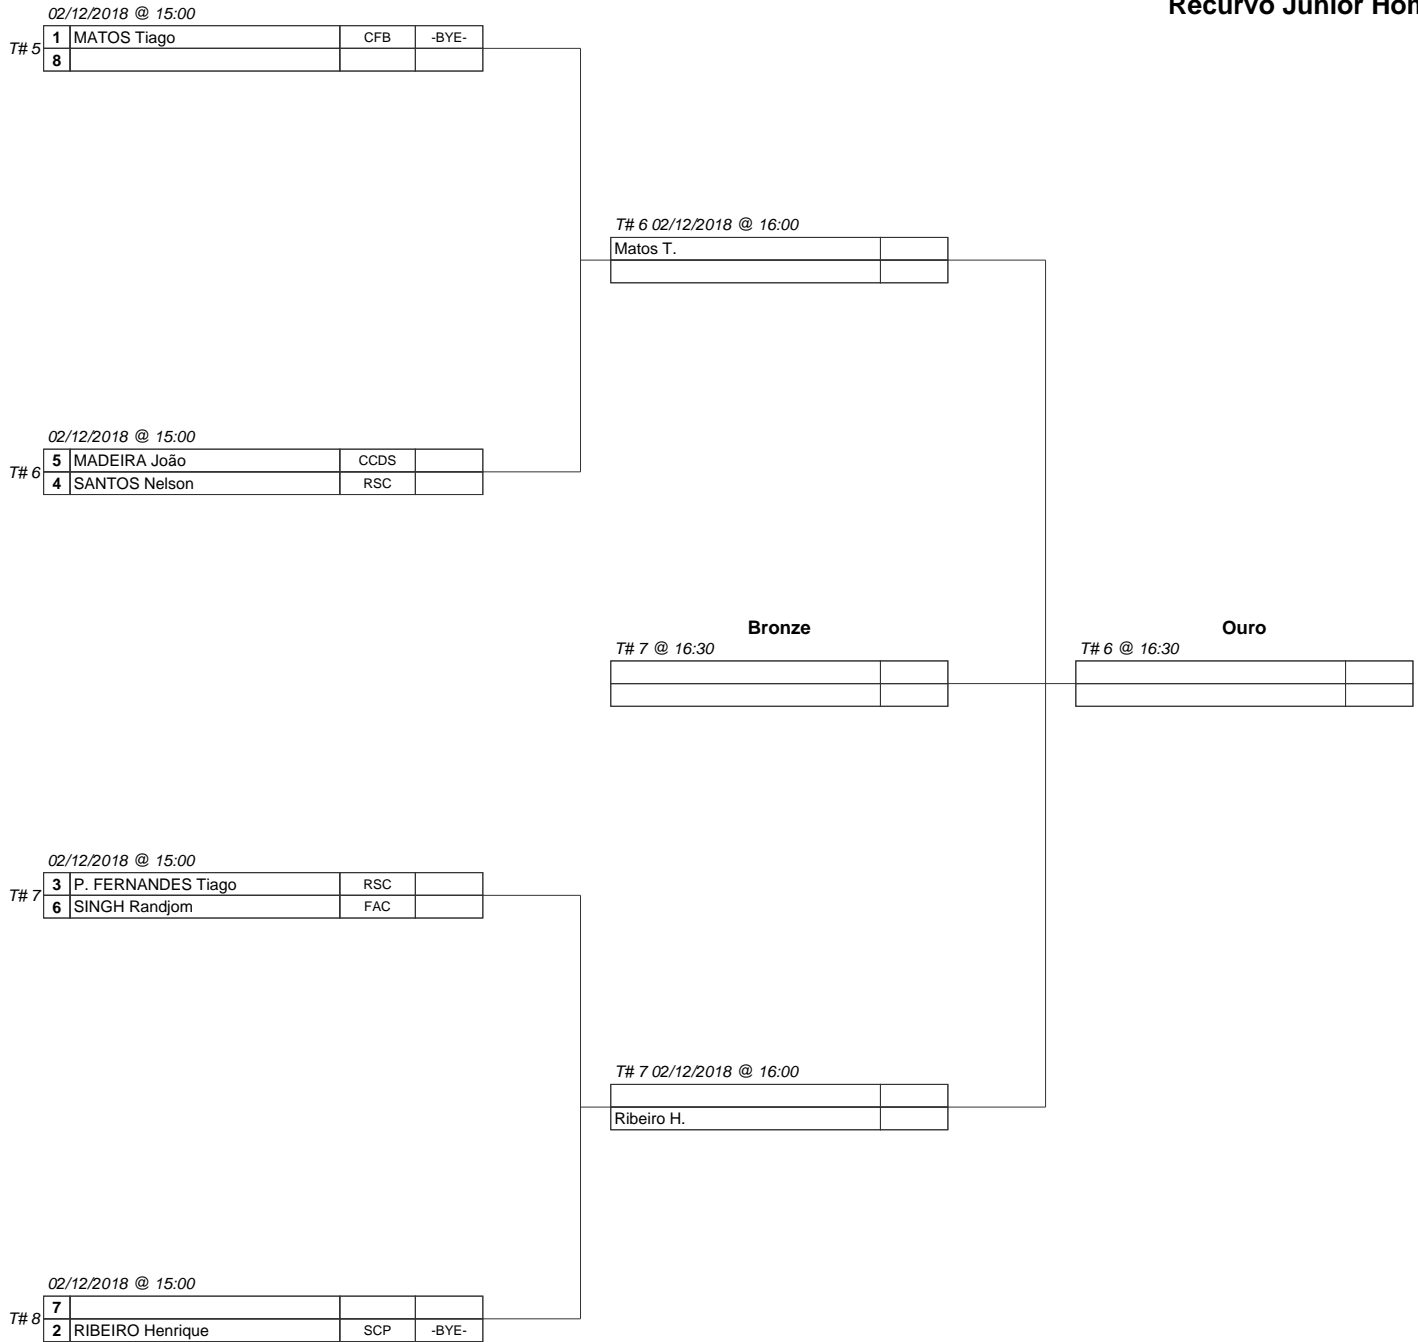 Recurvo Júnior
02/12/2018 @ 15:00
T# 5
1 MATOS Tiago CFB -BYE-
8
T# 6 02/12/2018 @ 16:00
Matos T.
02/12/2018 @ 15:00
T# 6
5 MADEIRA João CCDS
4 SANTOS Nelson RSC
Bronze
T# 7 @ 16:30
Ouro
T# 6 @ 16:30
02/12/2018 @ 15:00
T# 7
3 P. FERNANDES Tiago RSC
6 SINGH Randjom FAC
T# 7 02/12/2018 @ 16:00
Ribeiro H.
02/12/2018 @ 15:00
T# 8
7
2 RIBEIRO Henrique SCP -BYE-